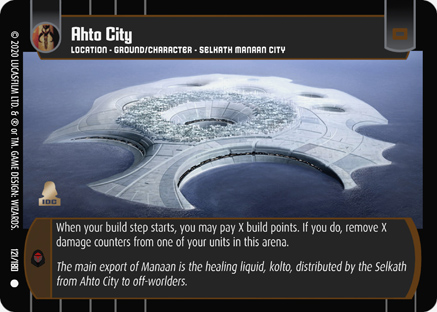 Ahto City
LOCATION - GROUND/CHARACTER - SELKATH MANAAN CITY
© 2020 LUCASFILM LTD. & ® or TM. GAME DESIGN: WIZARDS.
IDC
When your build step starts, you may pay X build points. If you do, remove X
damage counters from one of your units in this arena.
The main export of Manaan is the healing liquid, kolto, distributed by the Selkath
from Ahto City to off-worlders.